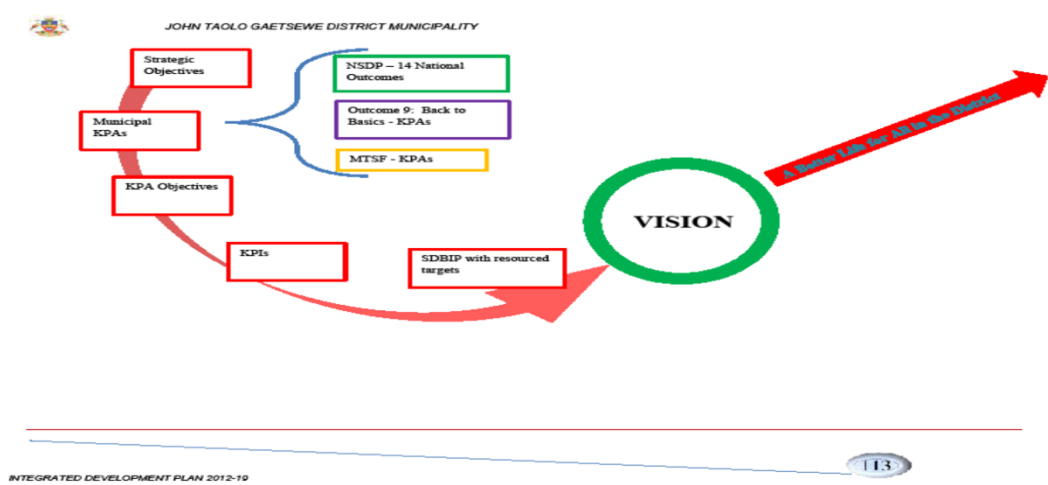 JOHN TAOLO GAETSEWE DISTRICT MUNICIPALITY
Strategic
Objectives
NSDP – 14 National
Outcomes
Municipal
KPAs
Outcome 9: Back to
Basics - KPAs
MTSF - KPAs
KPA Objectives
KPIs
SDBIP with resourced
targets
VISION
A Better Life for All in the District
113
INTEGRATED DEVELOPMENT PLAN 2012-19